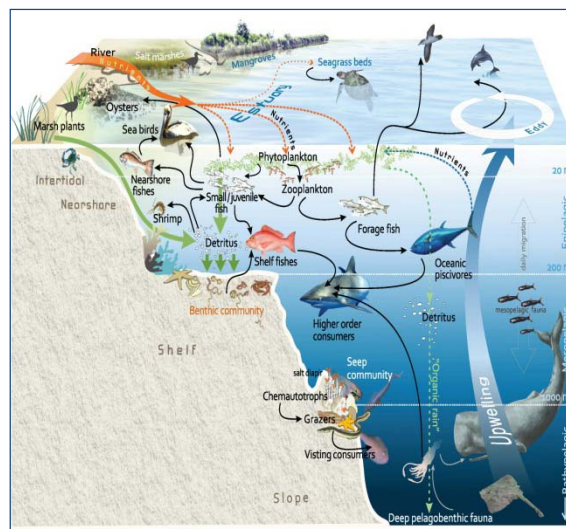 River
Nutrients
Salt marshes
Mangroves
Seagrass beds
Oysters
Estuary
Marsh plants
Sea birds
Nutrients
Eddy
Phytoplankton
Nutrients
Intertidal
Nearshore
Nearshore
fishes
Zooplankton
20
Small/juvenile
fish
Shrimp
Forage fish
Detritus
Shelf fishes
Oceanic
piscivores
daily migration
200
Benthic community
Higher order
consumers
Detritus
mesopelagic fauna
Shelf
Seep
community
salt diapir
"Organic rain"
Chemautotrophs
1000
Grazers
Upwelling
Visting consumers
Slope
Deep pelagobenthic fauna